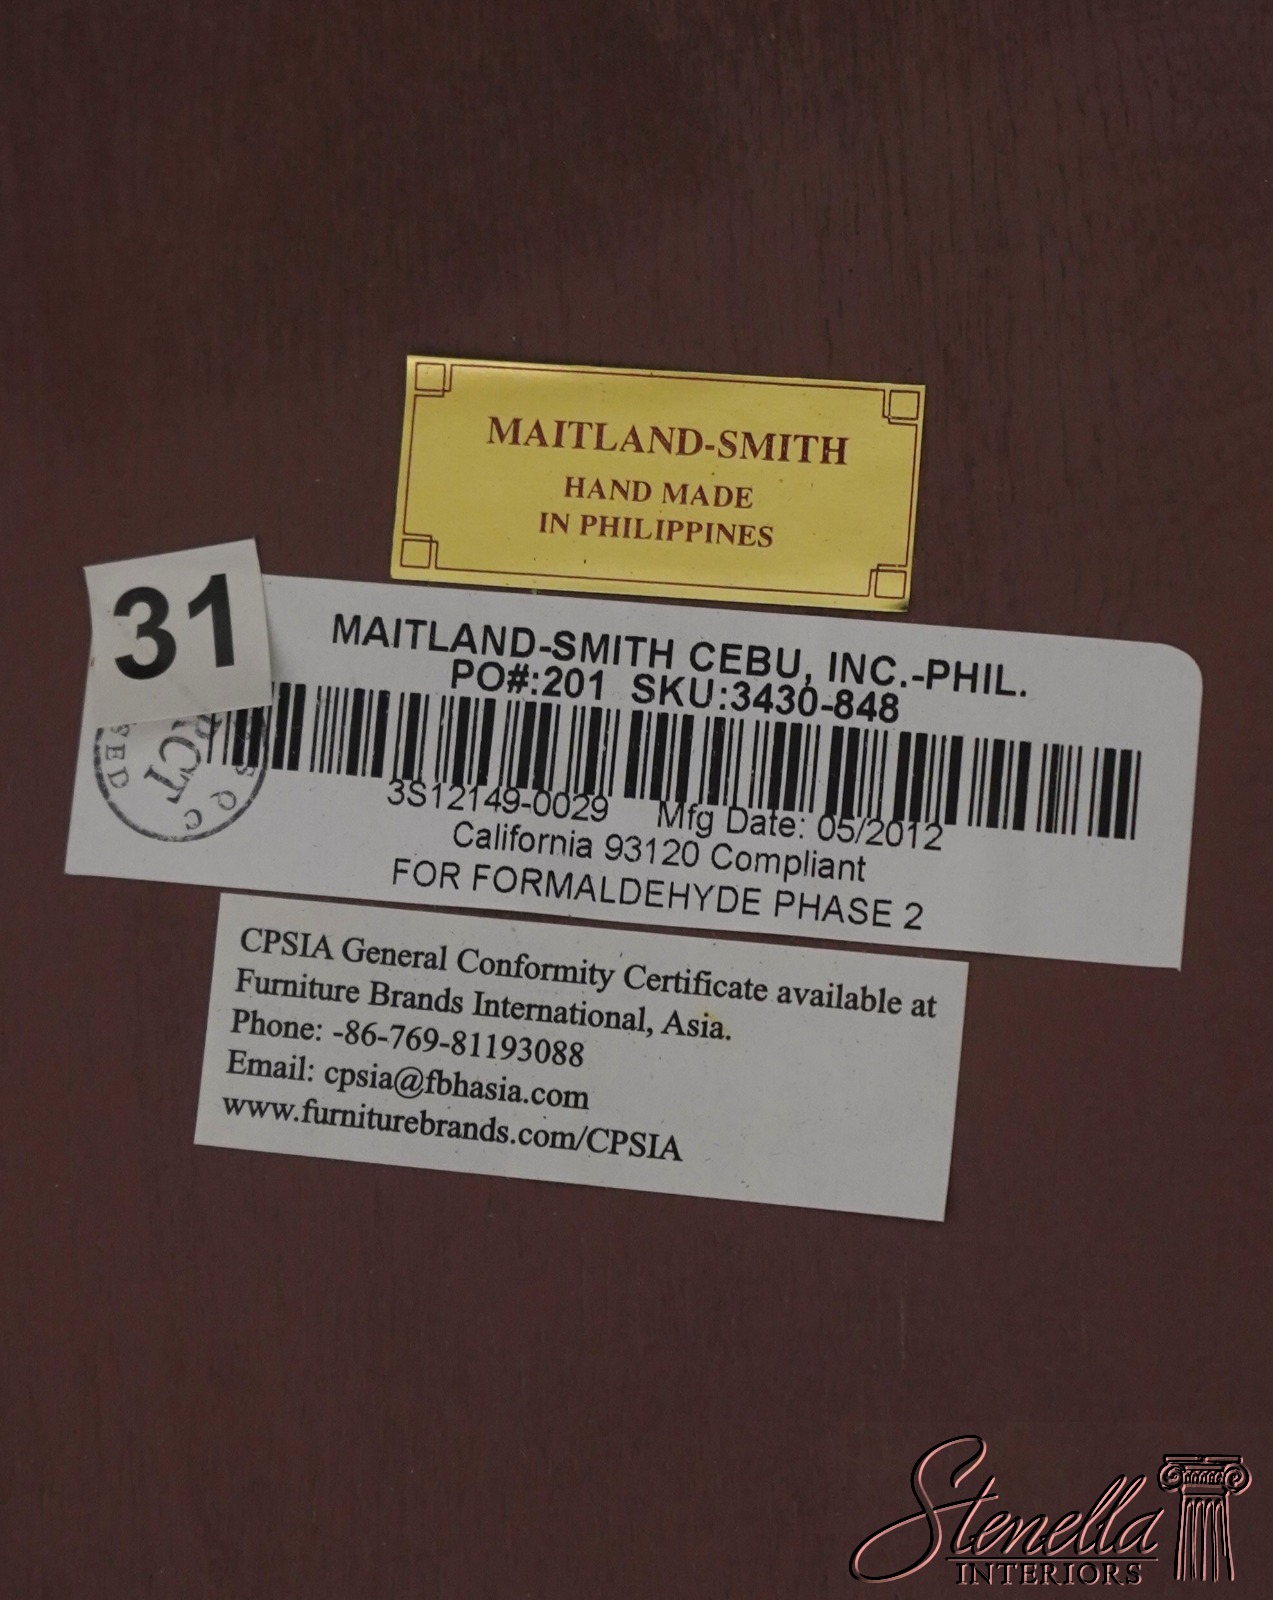 MAITLAND-SMITH
HAND MADE
IN PHILIPPINES
31
MAITLAND-SMITH CEBU, INC.-PHIL.
PO#:201 SKU:3430-848
3S12149-0029 Mfg Date: 05/2012
California 93120 Compliant
FOR FORMALDEHYDE PHASE 2
CPSIA General Conformity Certificate available at
Furniture Brands International, Asia.
Phone: -86-769-81193088
Email: cpsia@fbhasia.com
www.furniturebrands.com/CPSIA
Stenella
INTERIORS